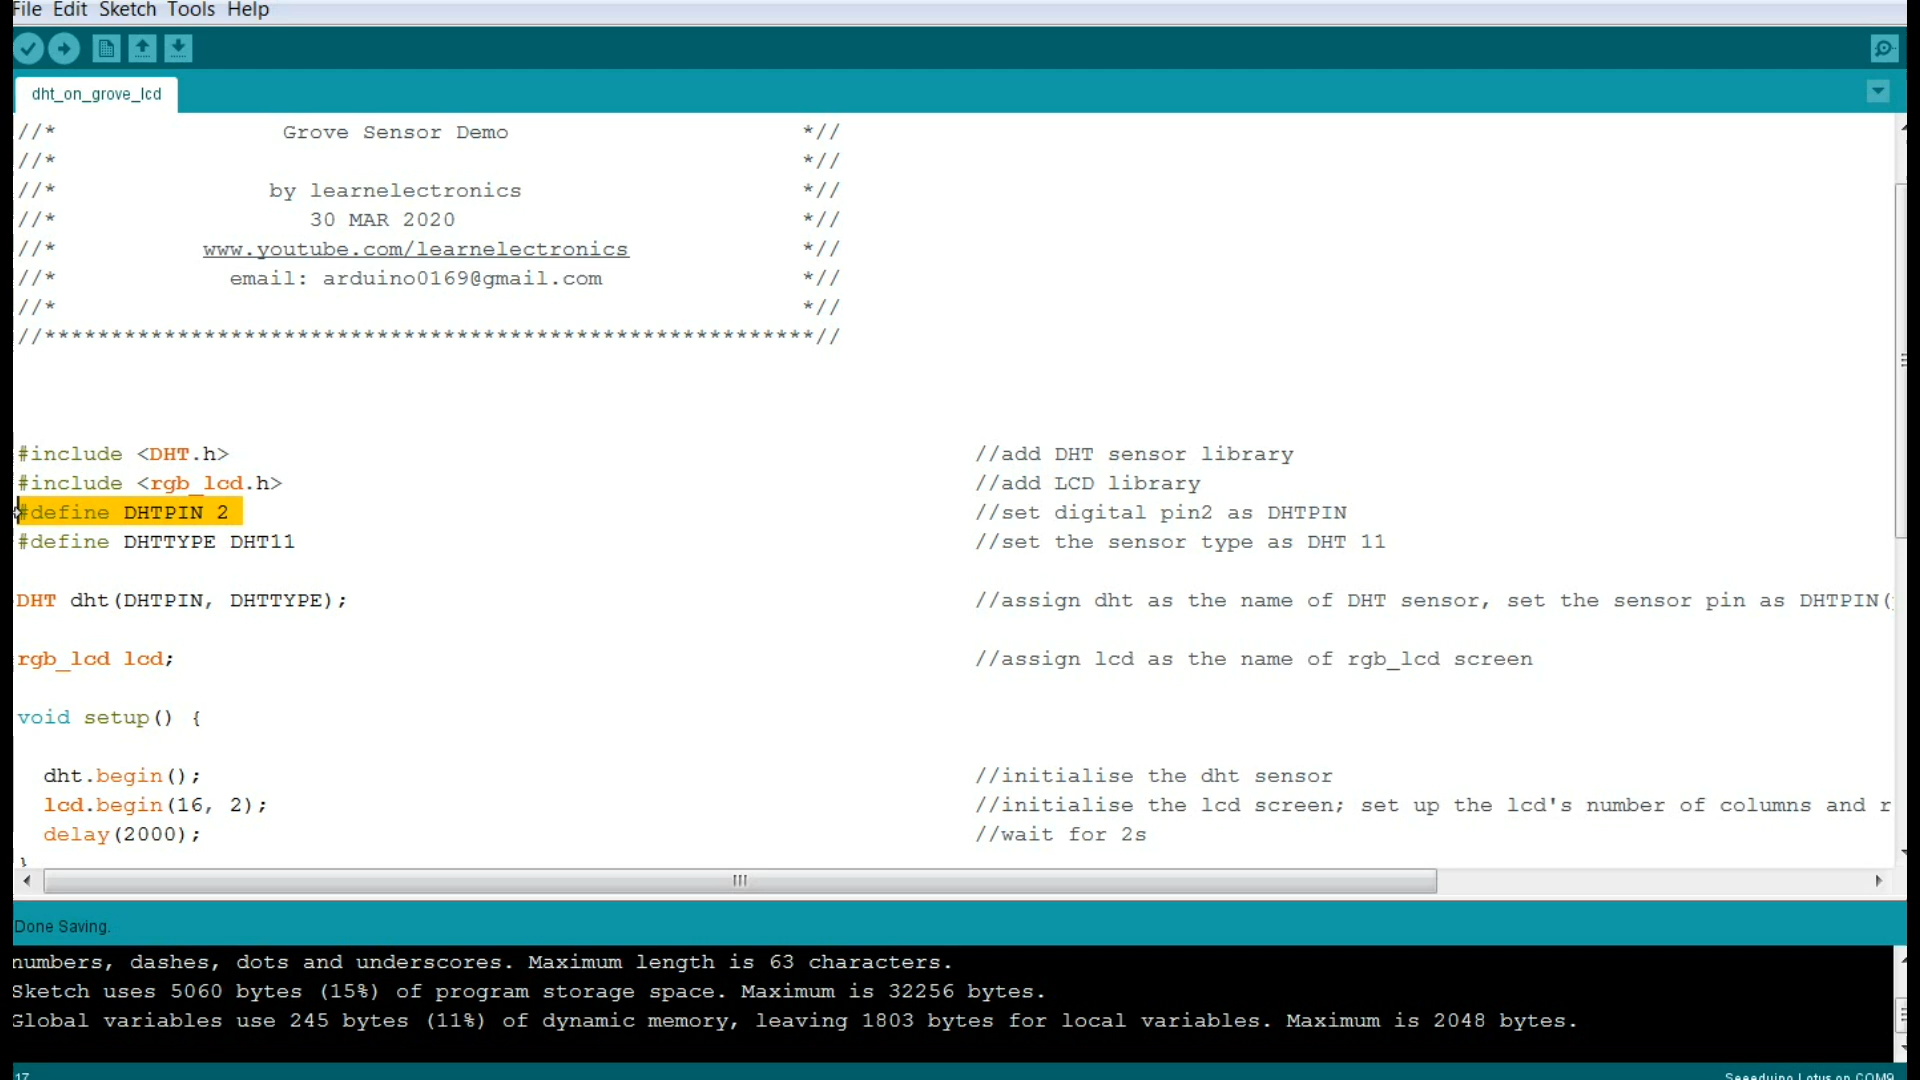 File Edit Sketch Tools Help
dht_on_grove_lcd
//* Grove Sensor Demo *//
//* *//
//* by learnelectronics *//
//* 30 MAR 2020 *//
//* www.youtube.com/learnelectronics *//
//* email: arduino0169@gmail.com *//
//* *//
//**********************************************************//
#include <DHT.h> //add DHT sensor library
#include <rgb_lcd.h> //add LCD library
#define DHTPIN 2 //set digital pin2 as DHTPIN
#define DHTTYPE DHT11 //set the sensor type as DHT 11
DHT dht(DHTPIN, DHTTYPE); //assign dht as the name of DHT sensor, set the sensor pin as DHTPIN(
rgb_lcd lcd; //assign lcd as the name of rgb_lcd screen
void setup() {
dht.begin(); //initialise the dht sensor
lcd.begin(16, 2); //initialise the lcd screen; set up the lcd's number of columns and r
delay(2000); //wait for 2s
}
Done Saving.
numbers, dashes, dots and underscores. Maximum length is 63 characters.
Sketch uses 5060 bytes (15%) of program storage space. Maximum is 32256 bytes.
Global variables use 245 bytes (11%) of dynamic memory, leaving 1803 bytes for local variables. Maximum is 2048 bytes.
17 Seeeduino Lotus on COM9